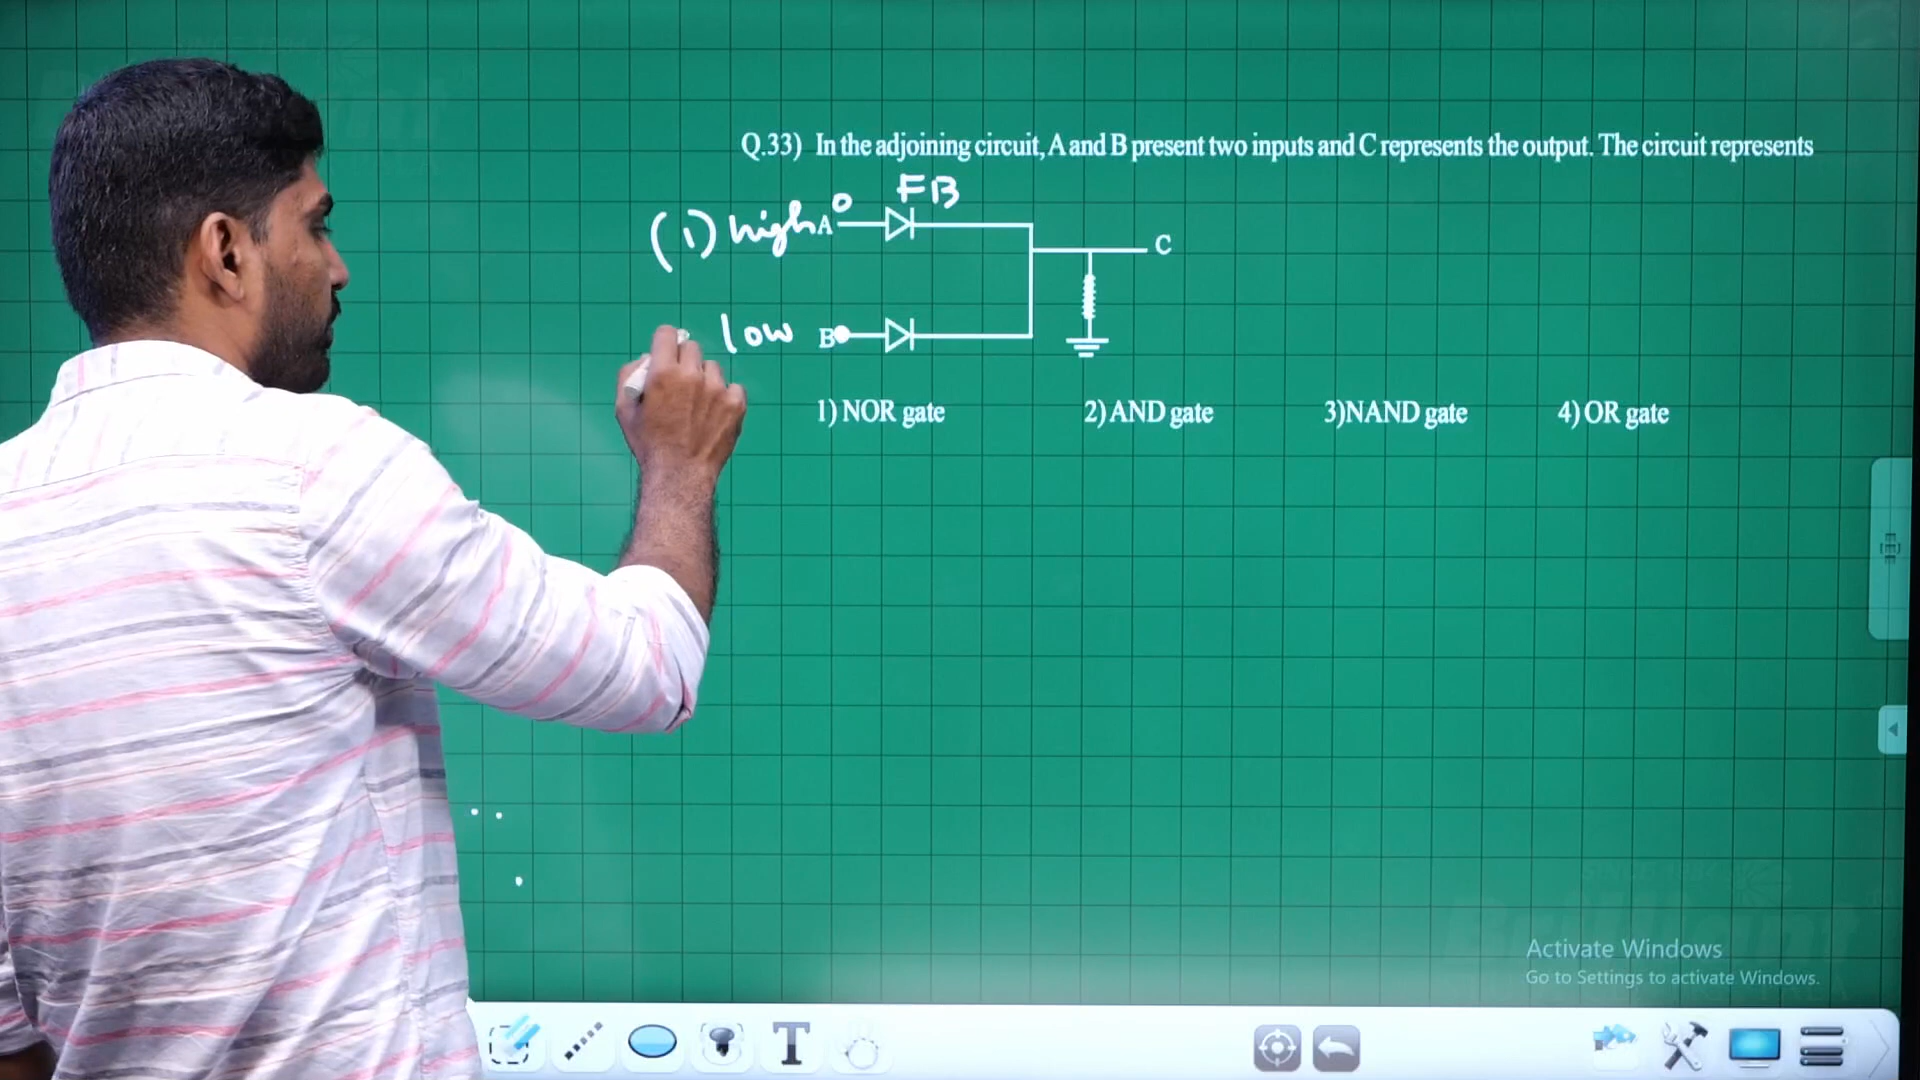 Q.33) In the adjoining circuit, A and B present two inputs and C represents the output. The circuit represents
FB
(1) high A
C
low B
1) NOR gate 2) AND gate 3)NAND gate 4) OR gate
Activate Windows
Go to Settings to activate Windows.
T